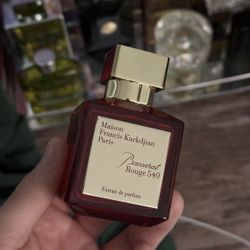 Maison
Francis Kurkdjian
Paris
Baccarat
Rouge 540
Extrait de parfum